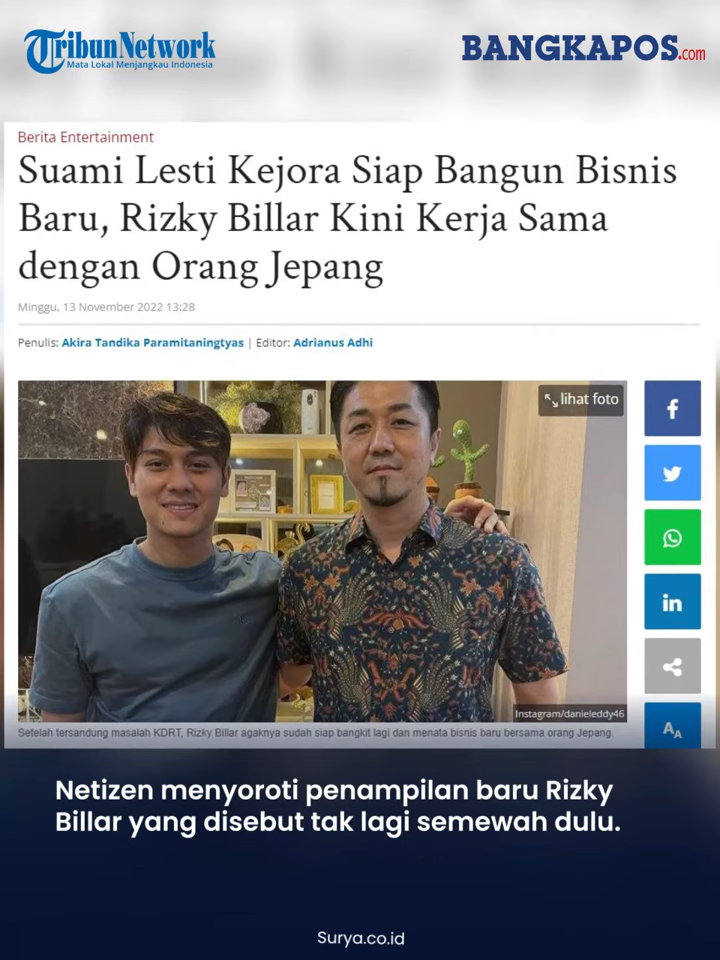 TribunNetwork
Mata Lokal Menjangkau Indonesia
BANGKAPOS.com
Berita Entertainment
Suami Lesti Kejora Siap Bangun Bisnis
Baru, Rizky Billar Kini Kerja Sama
dengan Orang Jepang
Minggu, 13 November 2022 13:28
Penulis: Akira Tandika Paramitaningtyas | Editor: Adrianus Adhi
lihat foto
Instagram/danieleddy46
Setelah tersandung masalah KDRT, Rizky Billar agaknya sudah siap bangkit lagi dan menata bisnis baru bersama orang Jepang.
AA
Netizen menyoroti penampilan baru Rizky
Billar yang disebut tak lagi semewah dulu.
Surya.co.id